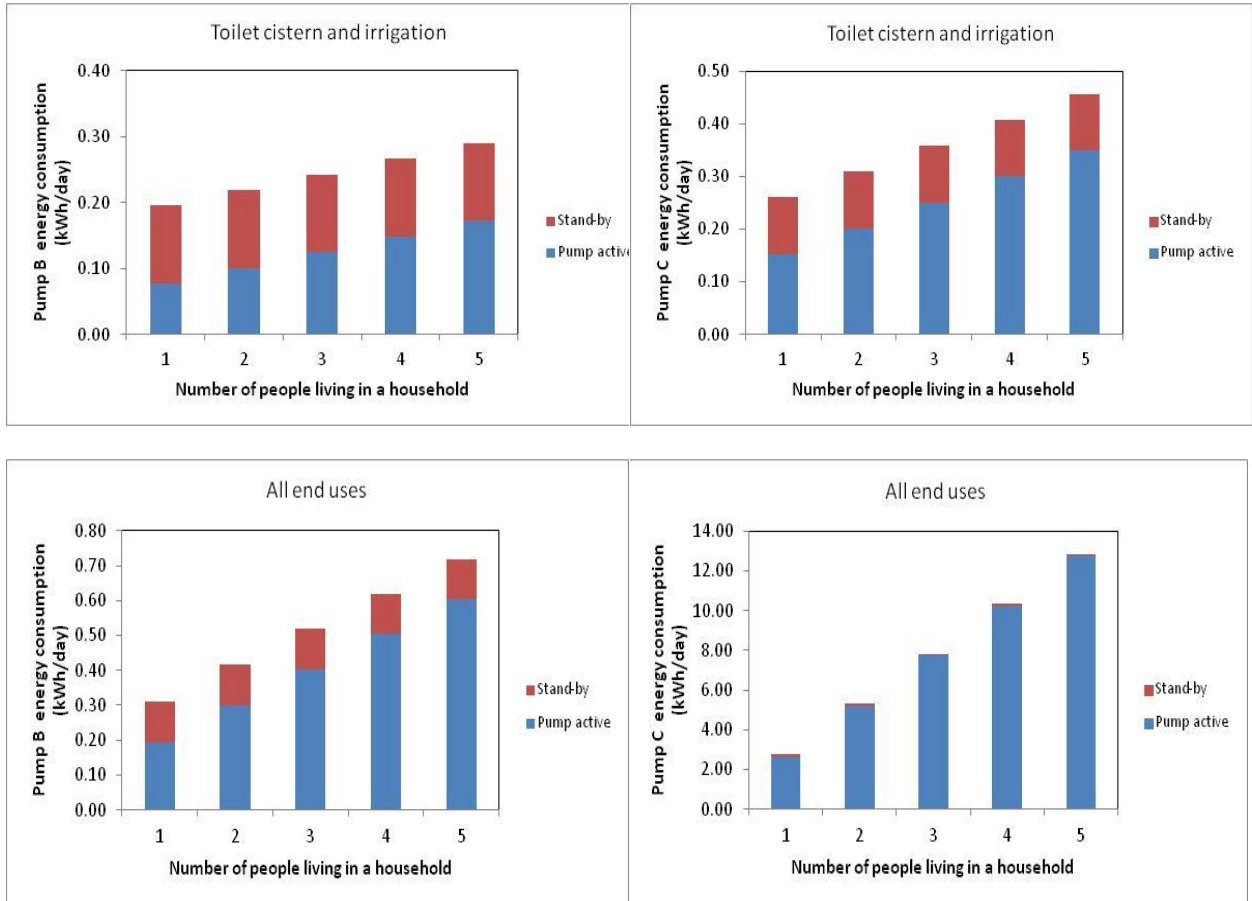 Toilet cistern and irrigation
Pump B energy consumption
(kWh/day)
0.40
0.30
0.20
0.10
0.00
1 2 3 4 5
Number of people living in a household
Stand-by
Pump active
Toilet cistern and irrigation
Pump C energy consumption
(kWh/day)
0.50
0.40
0.30
0.20
0.10
0.00
1 2 3 4 5
Number of people living in a household
Stand-by
Pump active
All end uses
Pump B energy consumption
(kWh/day)
0.80
0.70
0.60
0.50
0.40
0.30
0.20
0.10
0.00
1 2 3 4 5
Number of people living in a household
Stand-by
Pump active
All end uses
Pump C energy consumption
(kWh/day)
14.00
12.00
10.00
8.00
6.00
4.00
2.00
0.00
1 2 3 4 5
Number of people living in a household
Stand-by
Pump active